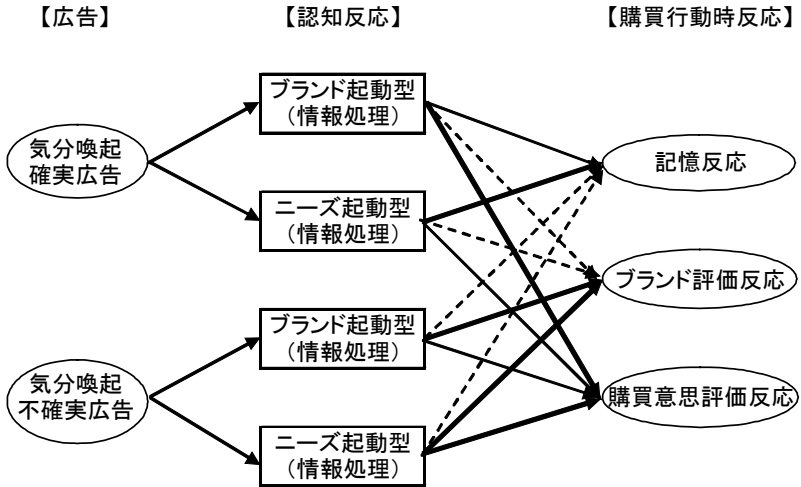 【広告】
【認知反応】
【購買行動時反応】
ブランド起動型
(情報処理)
気分喚起
確実広告
記憶反応
ニーズ起動型
(情報処理)
ブランド評価反応
ブランド起動型
(情報処理)
気分喚起
不確実広告
購買意思評価反応
ニーズ起動型
(情報処理)